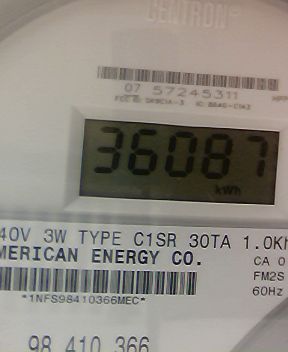 CENTRON®
07 57245311
36087
kWh
40V 3W TYPE C1SR 30TA 1.0Kh
MERICAN ENERGY CO.
CA 0
FM2S
60Hz
*1NFS98410366MEC*
98 410 366